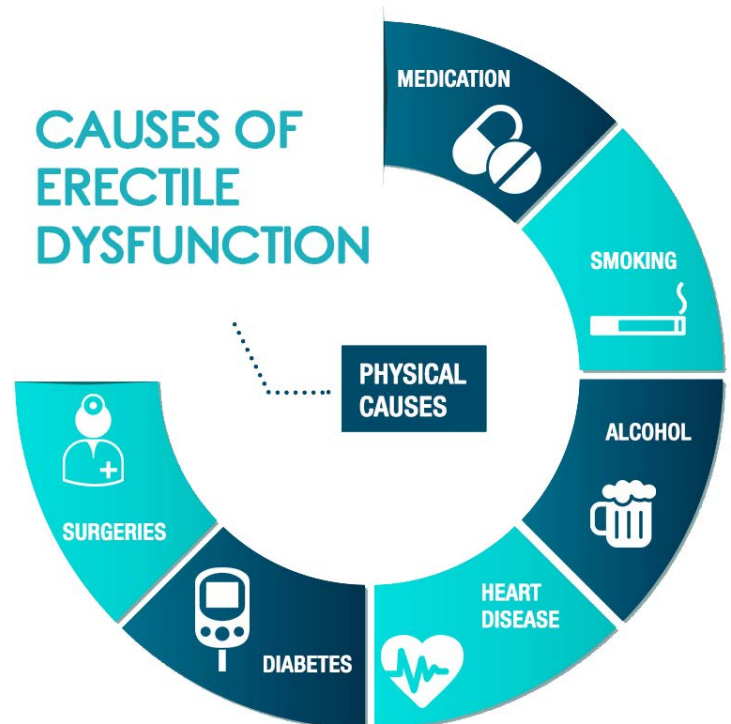 CAUSES OF
ERECTILE
DYSFUNCTION
PHYSICAL
CAUSES
MEDICATION
SMOKING
ALCOHOL
HEART
DISEASE
DIABETES
SURGERIES